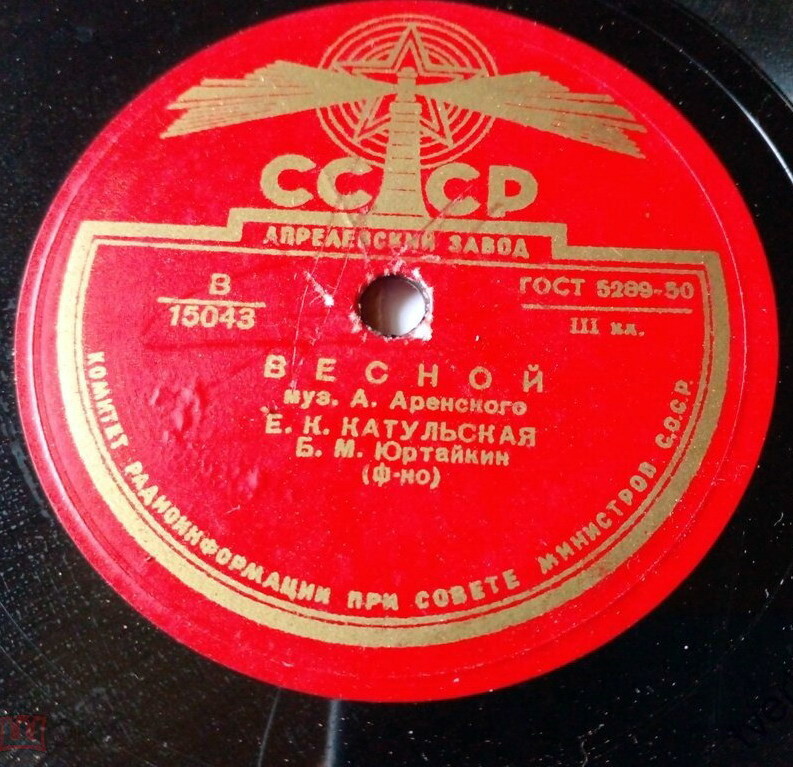 СССР
АПРЕЛЕВСКИЙ ЗАВОД
В
15043
ГОСТ 5289-50
III кл.
ВЕСНОЙ
муз. А. Аренского
Е. К. КАТУЛЬСКАЯ
Б. М. Юртайкин
(ф-но)
КОМИТЕТ РАДИОИНФОРМАЦИИ ПРИ СОВЕТЕ МИНИСТРОВ С.С.С.Р.